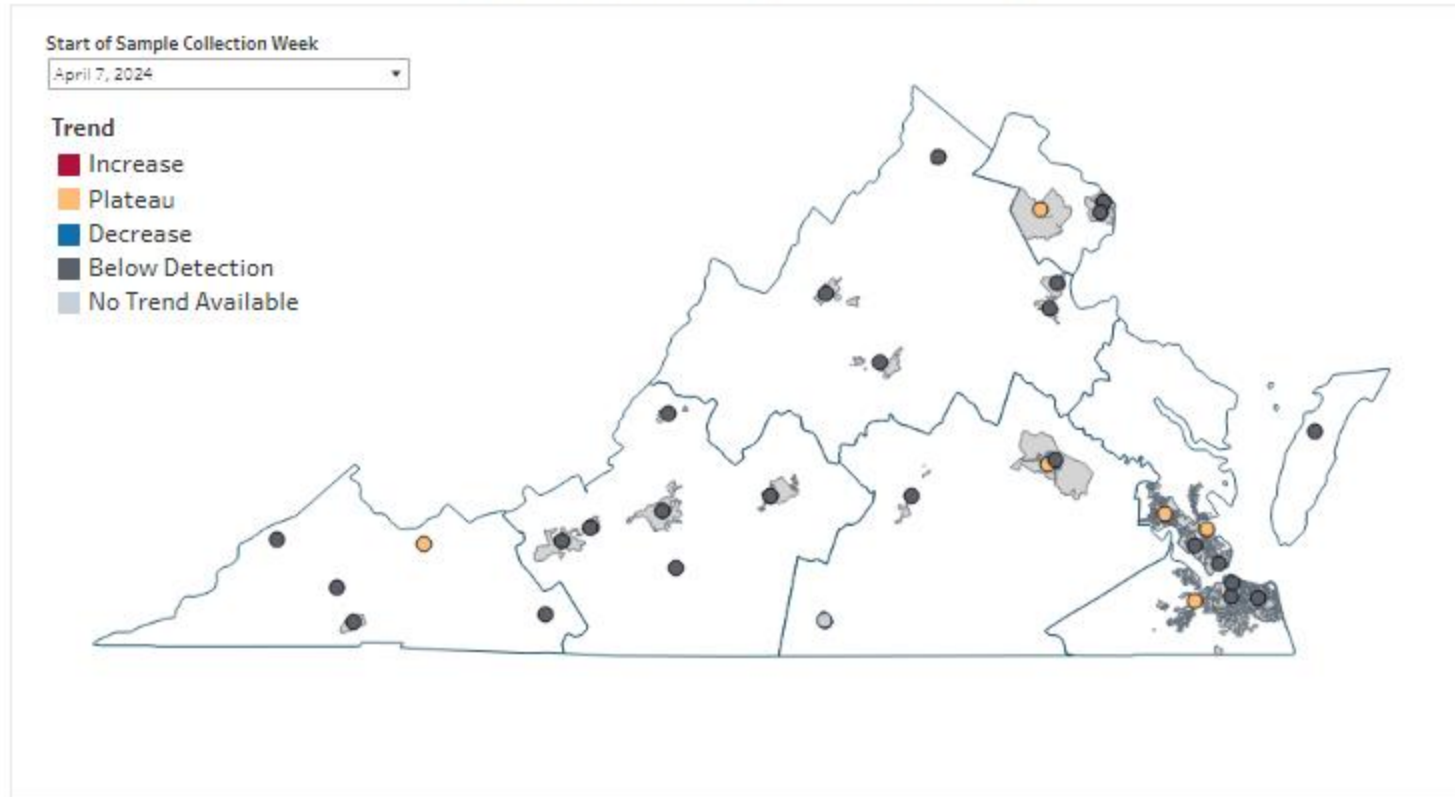 Start of Sample Collection Week
April 7, 2024
Trend
Increase
Plateau
Decrease
Below Detection
No Trend Available